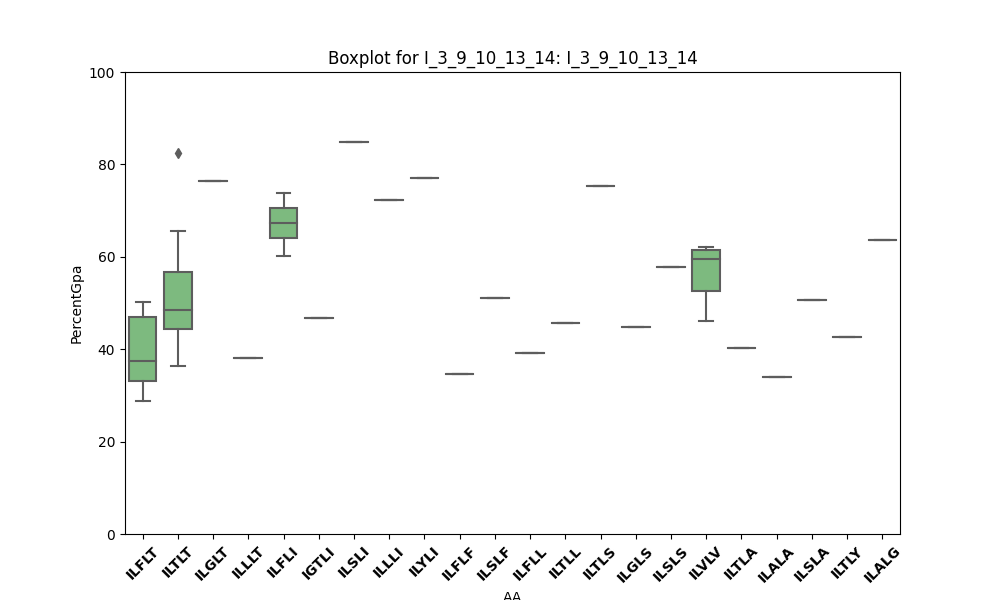 Boxplot for I_3_9_10_13_14: I_3_9_10_13_14
100
80
60
40
20
0
PercentGpa
ILFLT ILTLT ILGLT ILLLT ILFLI IGTLI ILSLI ILLLI ILYLI ILFLF ILSLF ILFLL ILTLL ILTLS ILGLS ILSLS ILVLV ILTLA ILALA ILSLA ILTLY ILALG
AA